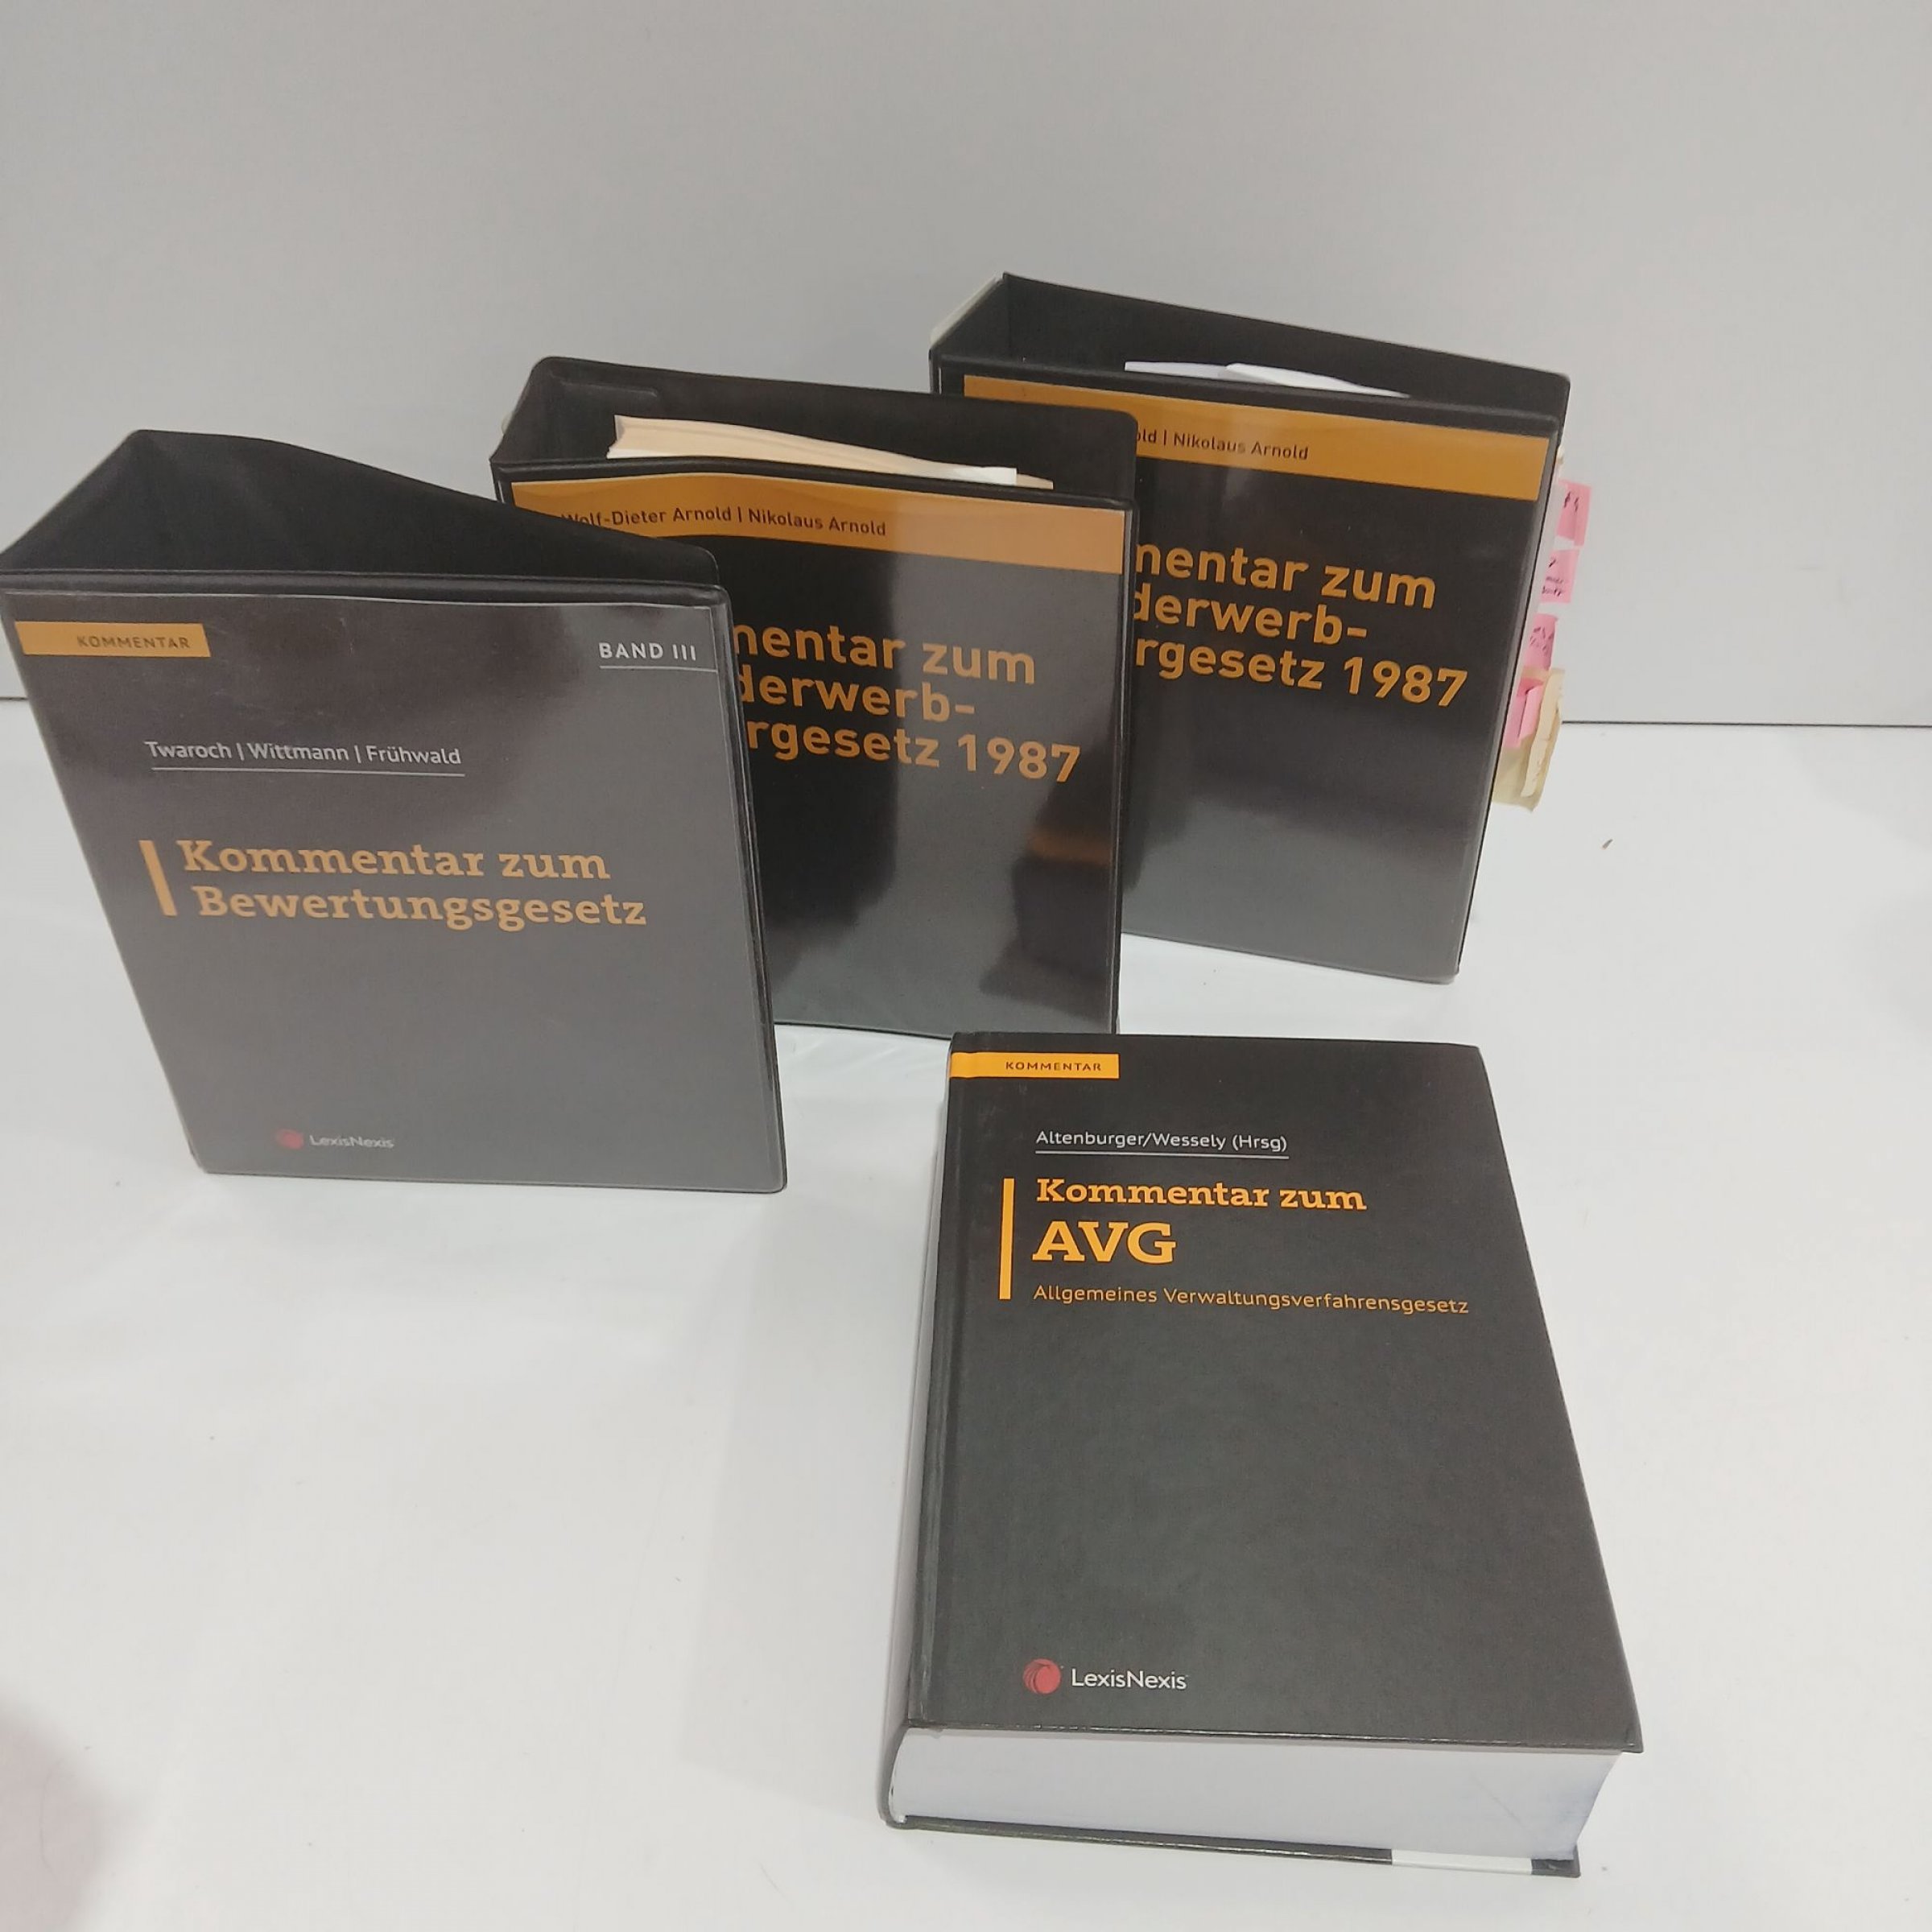 KOMMENTAR
BAND III
Twaroch | Wittmann | Frühwald
Kommentar zum
Bewertungsgesetz
LexisNexis
Wolf-Dieter Arnold | Nikolaus Arnold
mentar zum
derwerb-
rgesetz 1987
old | Nikolaus Arnold
mentar zum
derwerb-
rgesetz 1987
KOMMENTAR
Altenburger/Wessely (Hrsg)
Kommentar zum
AVG
Allgemeines Verwaltungsverfahrensgesetz
LexisNexis